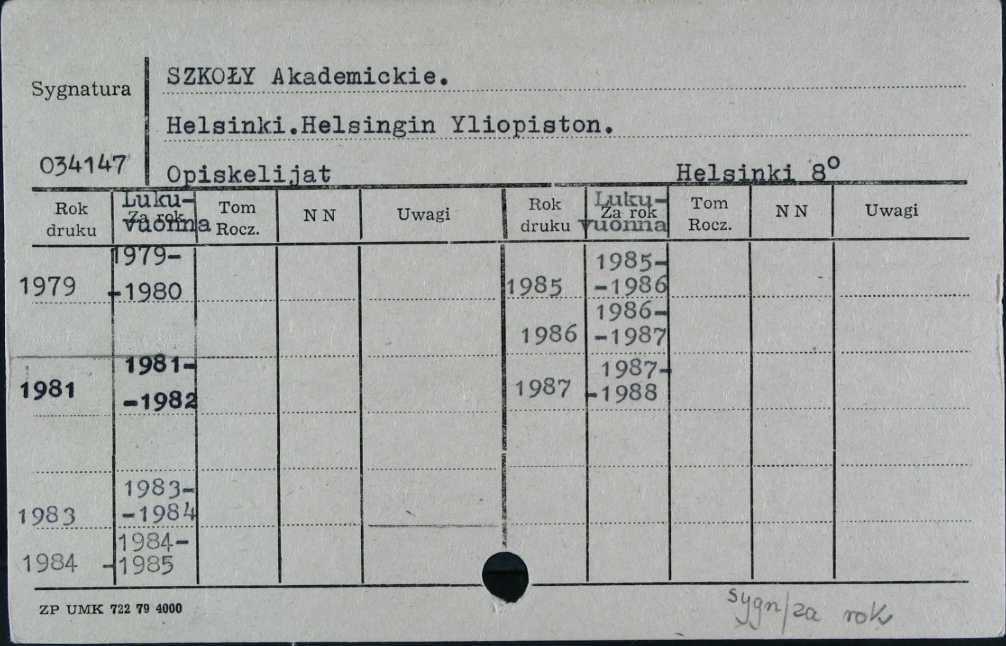 Sygnatura
SZKOŁY Akademickie.
Helsinki.Helsingin Yliopiston.
034147
Opiskelijat Helsinki 8°
Rok druku Luku-vuonna Za rok Tom Rocz. N N Uwagi Rok druku Luku-vuonna Za rok Tom Rocz. N N Uwagi
1979 1979-
-1980
1981 1981-
-1982
1983 1983-
-1984
1984 1984-
-1985
1985 1985-
-1986
1986 1986-
-1987
1987 1987-
-1988
ZP UMK 722 79 4000
sygn/za rok